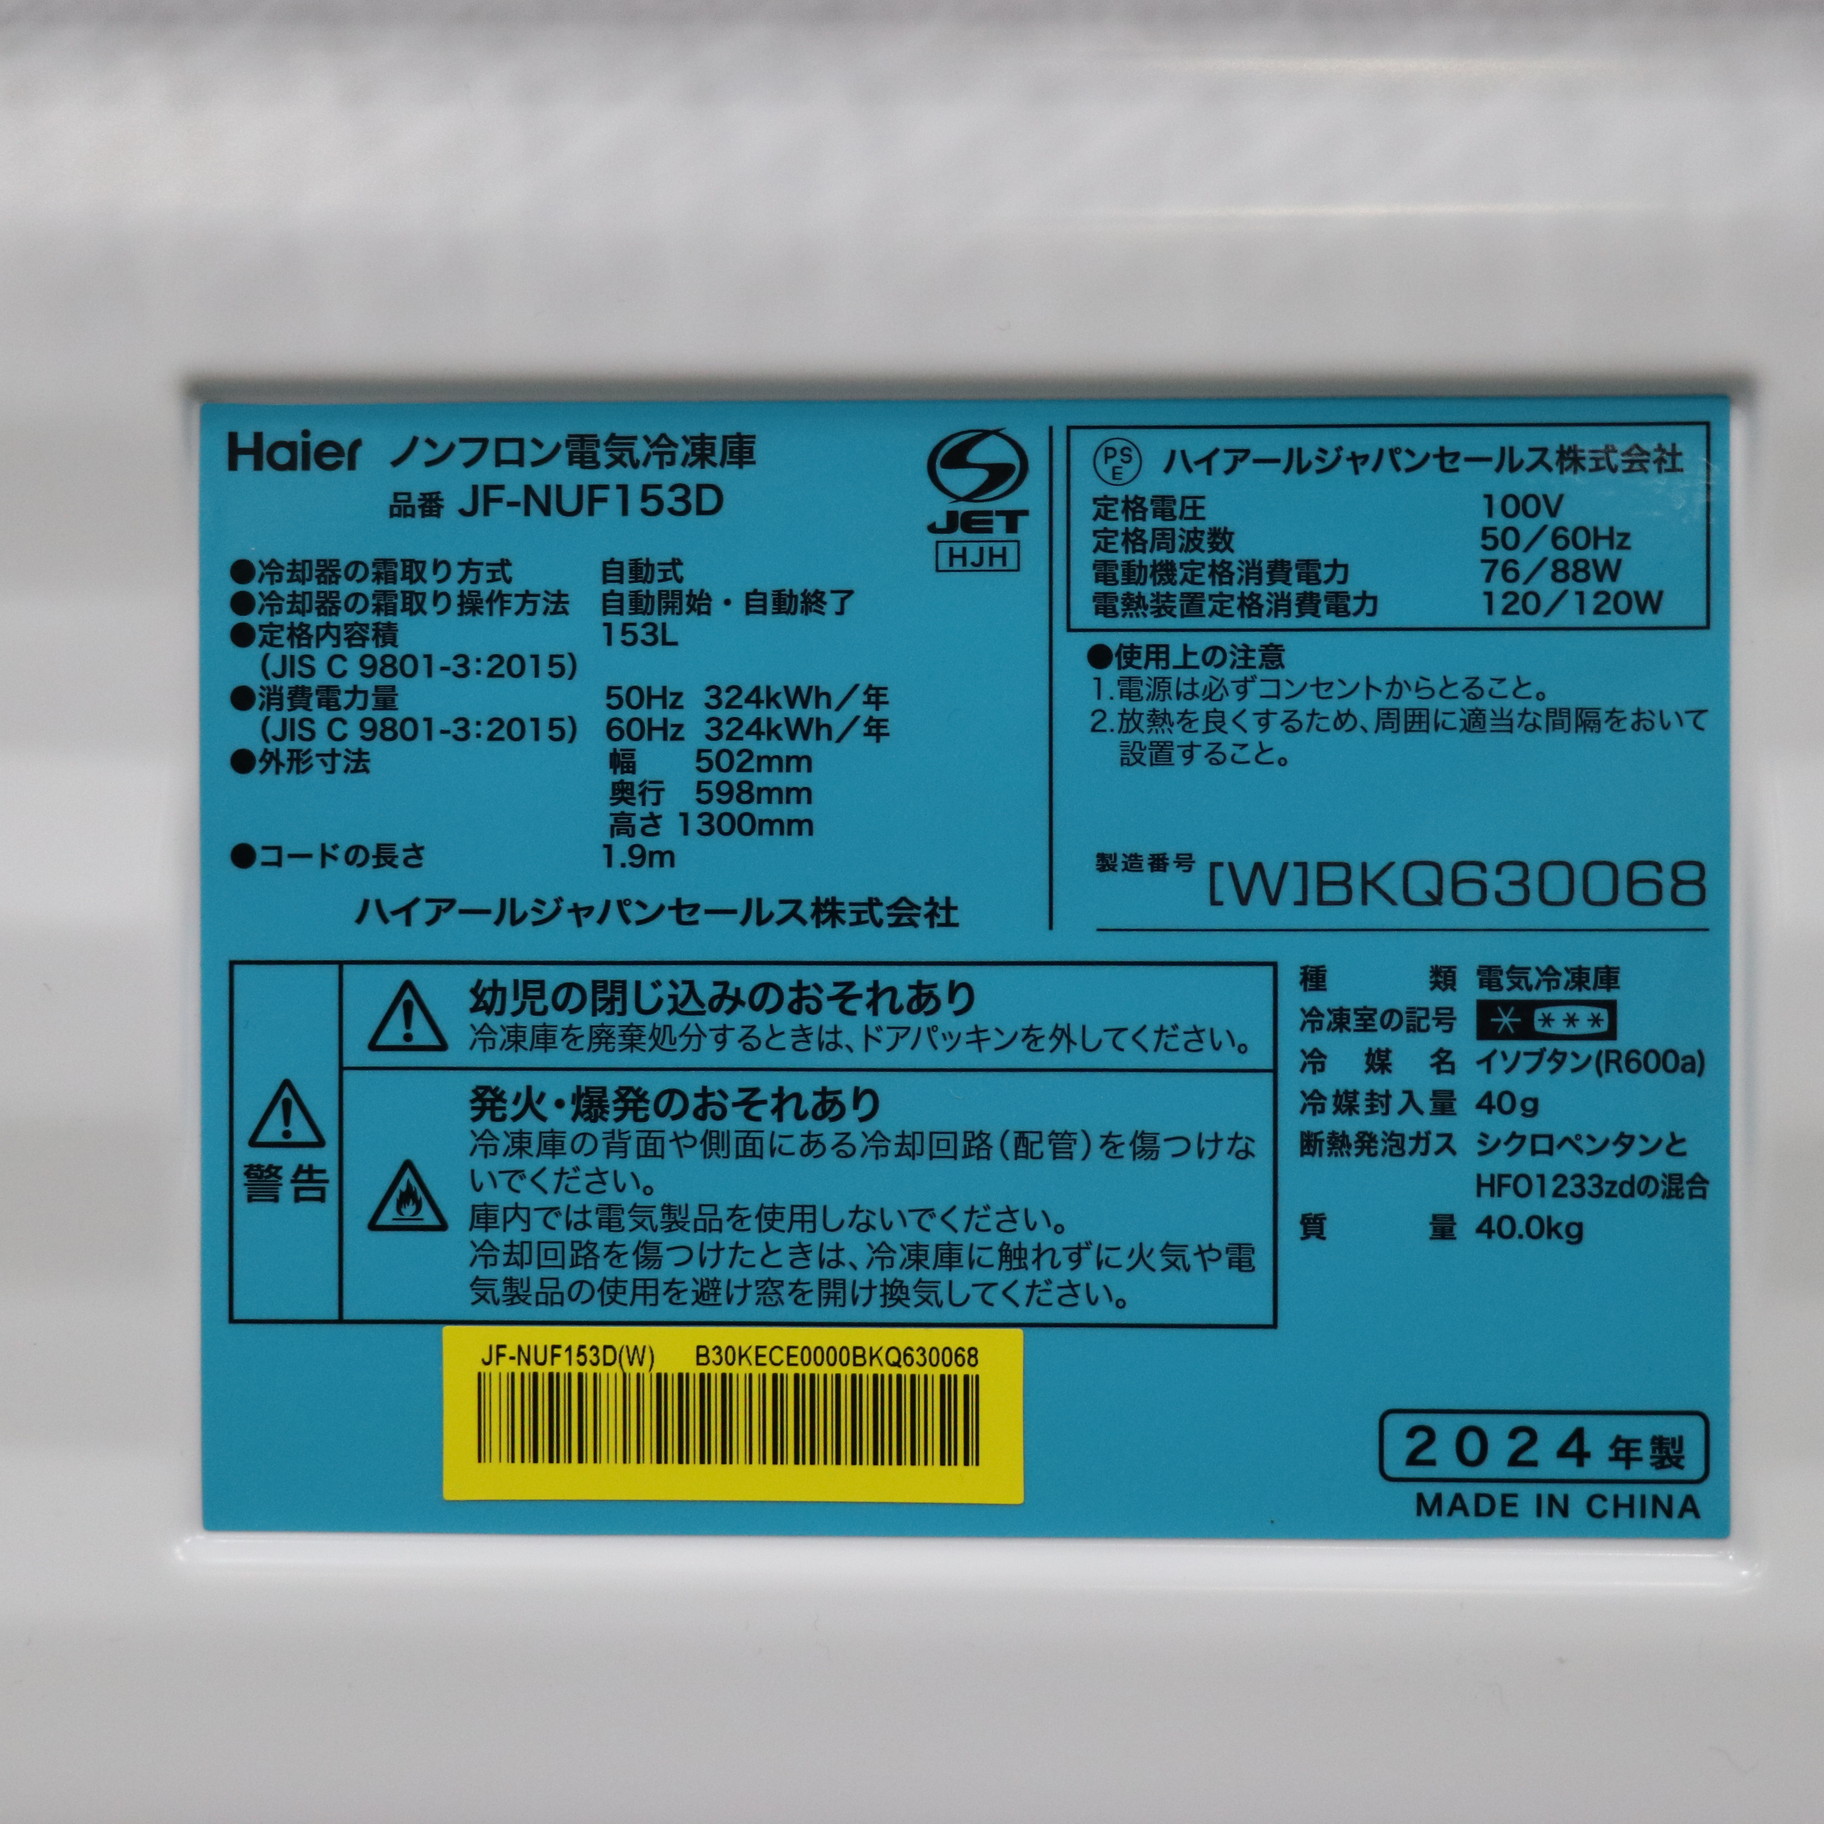 Haier ノンフロン電気冷凍庫
品番 JF-NUF153D
●冷却器の霜取り方式 自動式
●冷却器の霜取り操作方法 自動開始・自動終了
●定格内容積 153L
(JIS C 9801-3:2015)
●消費電力量 50Hz 324kWh/年
(JIS C 9801-3:2015) 60Hz 324kWh/年
●外形寸法 幅 502mm
奥行 598mm
高さ 1300mm
●コードの長さ 1.9m
ハイアールジャパンセールス株式会社
JET
HJH
PS
E
ハイアールジャパンセールス株式会社
定格電圧 100V
定格周波数 50/60Hz
電動機定格消費電力 76/88W
電熱装置定格消費電力 120/120W
●使用上の注意
1.電源は必ずコンセントからとること。
2.放熱を良くするため、周囲に適当な間隔をおいて
設置すること。
製造番号 [W]BKQ630068
警告
幼児の閉じ込みのおそれあり
冷凍庫を廃棄処分するときは、ドアパッキンを外してください。
発火・爆発のおそれあり
冷凍庫の背面や側面にある冷却回路(配管)を傷つけな
いでください。
庫内では電気製品を使用しないでください。
冷却回路を傷つけたときは、冷凍庫に触れずに火気や電
気製品の使用を避け窓を開け換気してください。
種類 電気冷凍庫
冷凍室の記号 * ***
冷媒名 イソブタン(R600a)
冷媒封入量 40g
断熱発泡ガス シクロペンタンと
HFO1233zdの混合
質量 40.0kg
JF-NUF153D(W) B30KECE0000BKQ630068
2024年製
MADE IN CHINA